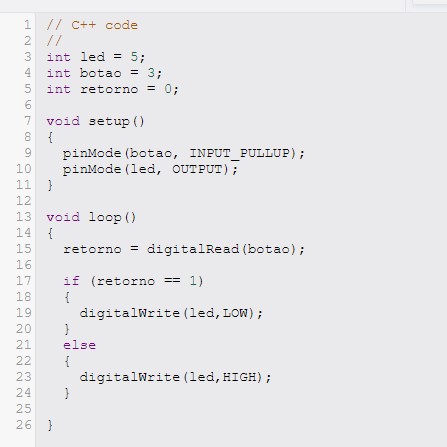 1 // C++ code
2 //
3 int led = 5;
4 int botao = 3;
5 int retorno = 0;
6
7 void setup()
8 {
9   pinMode(botao, INPUT_PULLUP);
10   pinMode(led, OUTPUT);
11 }
12
13 void loop()
14 {
15   retorno = digitalRead(botao);
16
17   if (retorno == 1)
18   {
19     digitalWrite(led,LOW);
20   }
21   else
22   {
23     digitalWrite(led,HIGH);
24   }
25
26 }